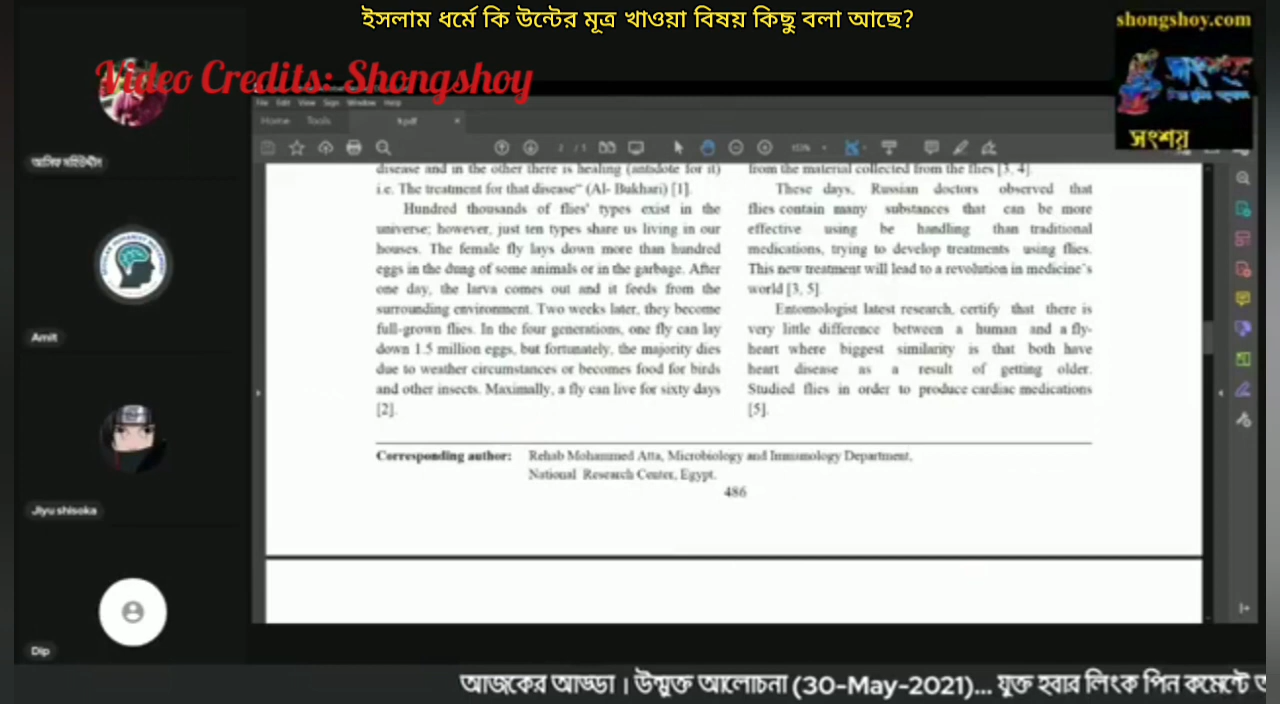 ইসলাম ধর্মে কি উন্টের মূত্র খাওয়া বিষয় কিছু বলা আছে?
shongshoy.com
Video Credits: Shongshoy
সংশয়
File Edit View Sign Window Help
Home Tools
আসিফ মহিউদ্দীন
Amit
Jiyu shisoka
Dip
disease and in the other there is healing (antidote for it)
i.e. The treatment for that disease" (Al- Bukhari) [1].
Hundred thousands of flies' types exist in the
universe; however, just ten types share us living in our
houses. The female fly lays down more than hundred
eggs in the dung of some animals or in the garbage. After
one day, the larva comes out and it feeds from the
surrounding environment. Two weeks later, they become
full-grown flies. In the four generations, one fly can lay
down 1.5 million eggs, but fortunately, the majority dies
due to weather circumstances or becomes food for birds
and other insects. Maximally, a fly can live for sixty days
[2].
from the material collected from the flies [3, 4].
These days, Russian doctors observed that
flies contain many substances that can be more
effective using be handling than traditional
medications, trying to develop treatments using flies.
This new treatment will lead to a revolution in medicine's
world [3, 5].
Entomologist latest research, certify that there is
very little difference between a human and a fly-
heart where biggest similarity is that both have
heart disease as a result of getting older.
Studied flies in order to produce cardiac medications
[5].
Corresponding author: Rehab Mohammed Atta, Microbiology and Immunology Department,
National Research Center, Egypt.
486
আজকের আড্ডা । উন্মুক্ত আলোচনা (30-May-2021)... যুক্ত হবার লিংক পিন কমেন্টে